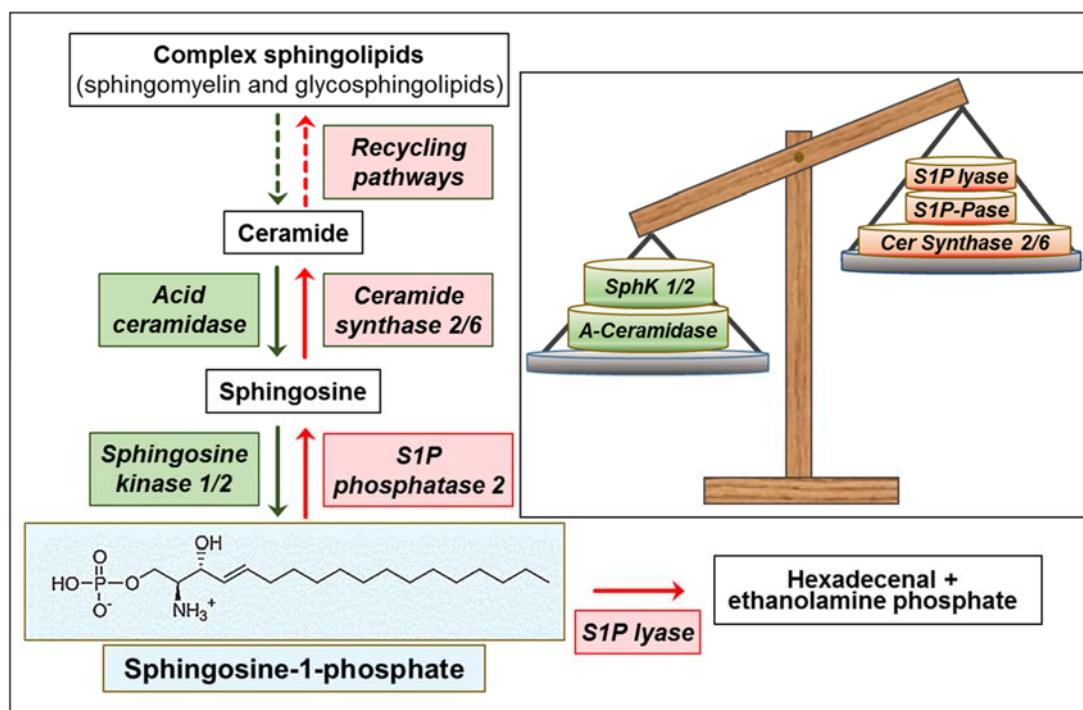 Complex sphingolipids
(sphingomyelin and glycosphingolipids)
Recycling
pathways
Ceramide
Acid
ceramidase
Ceramide
synthase 2/6
Sphingosine
Sphingosine
kinase 1/2
S1P
phosphatase 2
OH
O
HO
P
O
O-
NH3+
Sphingosine-1-phosphate
S1P lyase
Hexadecenal +
ethanolamine phosphate
SphK 1/2
A-Ceramidase
S1P lyase
S1P-Pase
Cer Synthase 2/6